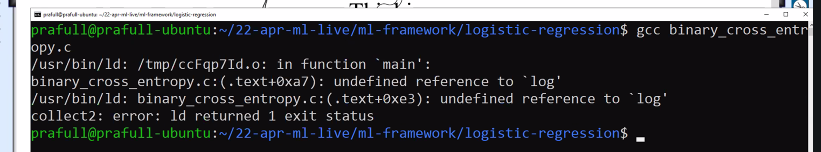 prafull@prafull-ubuntu: ~/22-apr-ml-live/ml-framework/logistic-regression
prafull@prafull-ubuntu:~/22-apr-ml-live/ml-framework/logistic-regression$ gcc binary_cross_entr
opy.c
/usr/bin/ld: /tmp/ccFqp7Id.o: in function `main':
binary_cross_entropy.c:(.text+0xa7): undefined reference to `log'
/usr/bin/ld: binary_cross_entropy.c:(.text+0xe3): undefined reference to `log'
collect2: error: ld returned 1 exit status
prafull@prafull-ubuntu:~/22-apr-ml-live/ml-framework/logistic-regression$